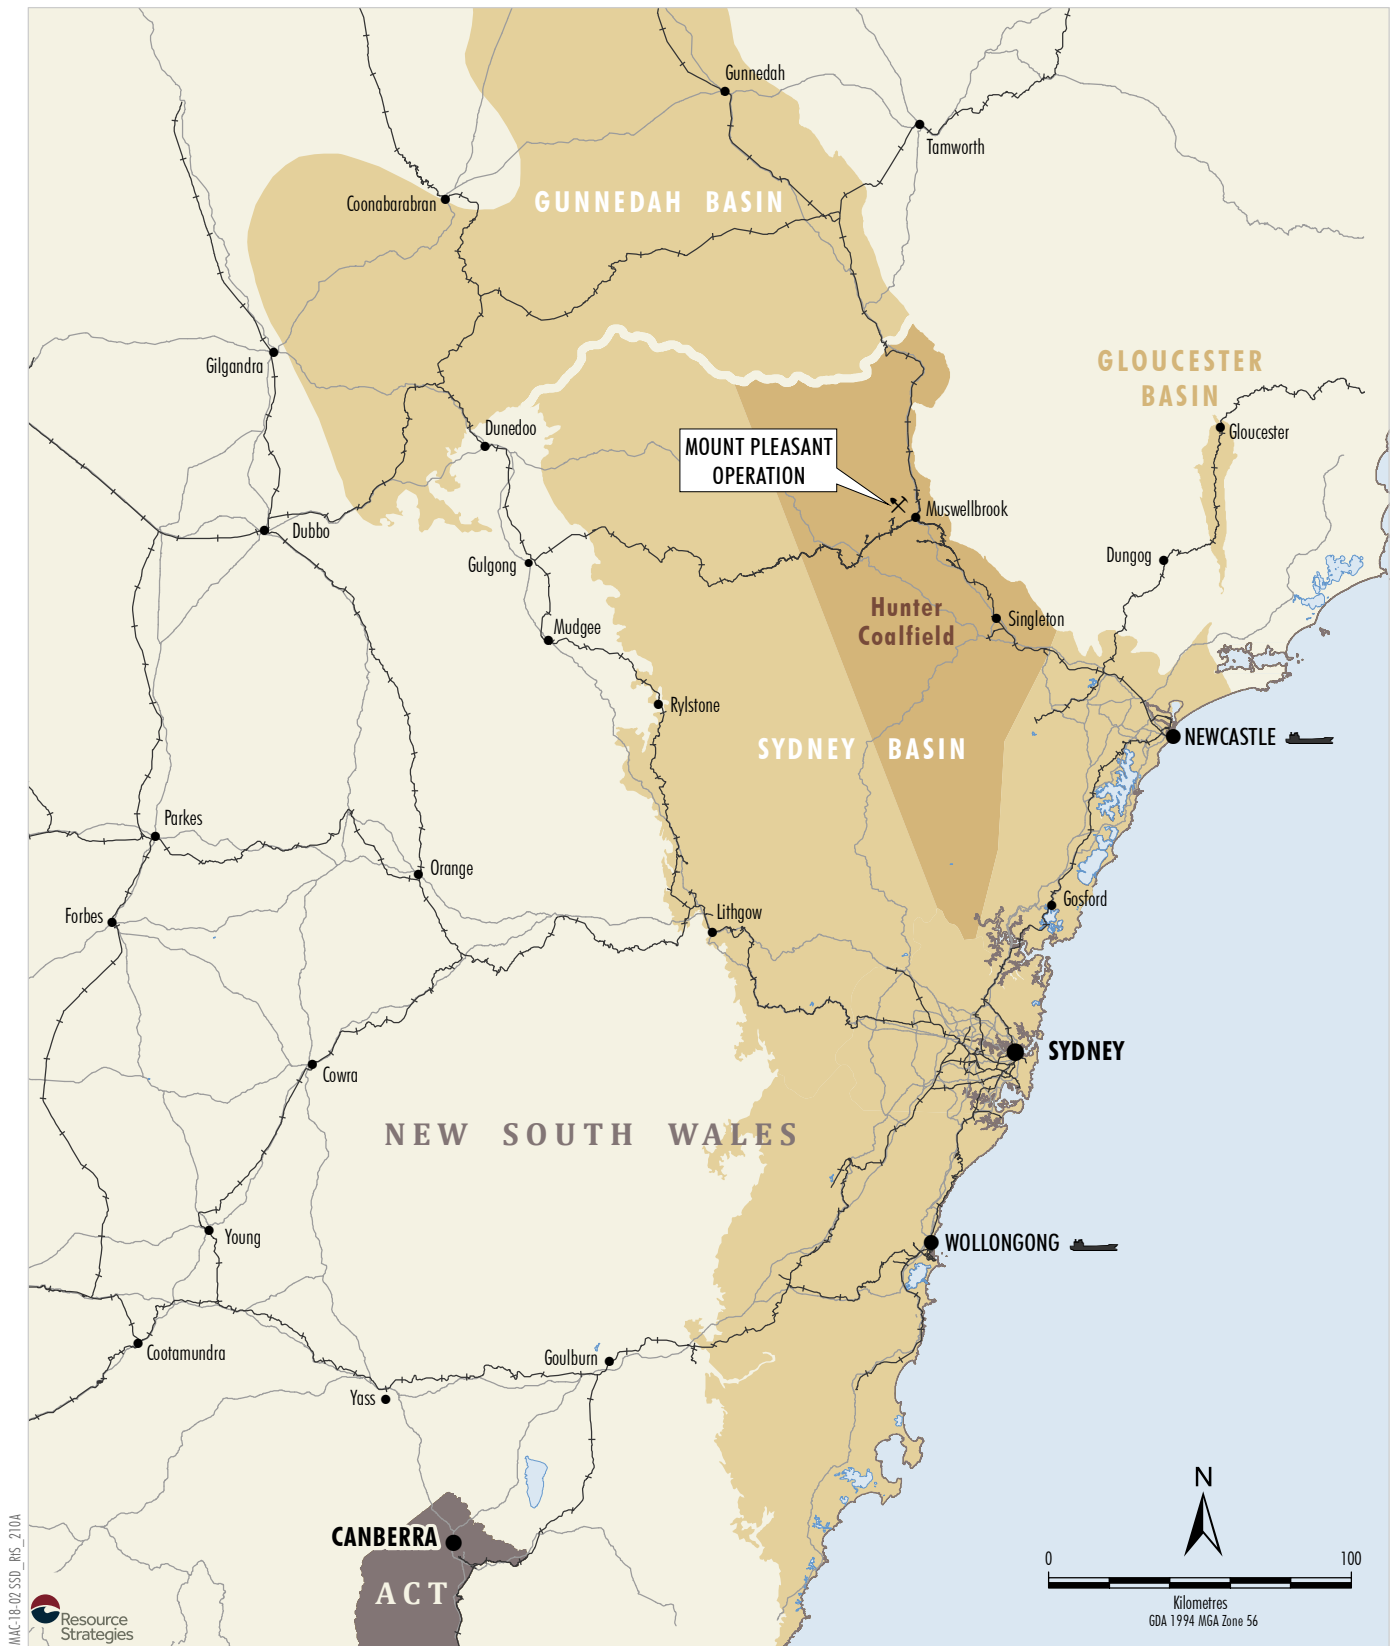 Gunnedah
Tamworth
Coonabarabran
GUNNEDAH BASIN
Gilgandra
GLOUCESTER
BASIN
Dunedoo
Gloucester
MOUNT PLEASANT
OPERATION
Muswellbrook
Dubbo
Dungog
Gulgong
Hunter
Coalfield
Singleton
Mudgee
Rylstone
SYDNEY BASIN
NEWCASTLE
Parkes
Orange
Gosford
Forbes
Lithgow
SYDNEY
Cowra
NEW SOUTH WALES
Young
WOLLONGONG
Cootamundra
Goulburn
Yass
N
CANBERRA
ACT
0 100
Kilometres
GDA 1994 MGA Zone 56
MAC-18-02 SSD_RtS_210A
Resource
Strategies